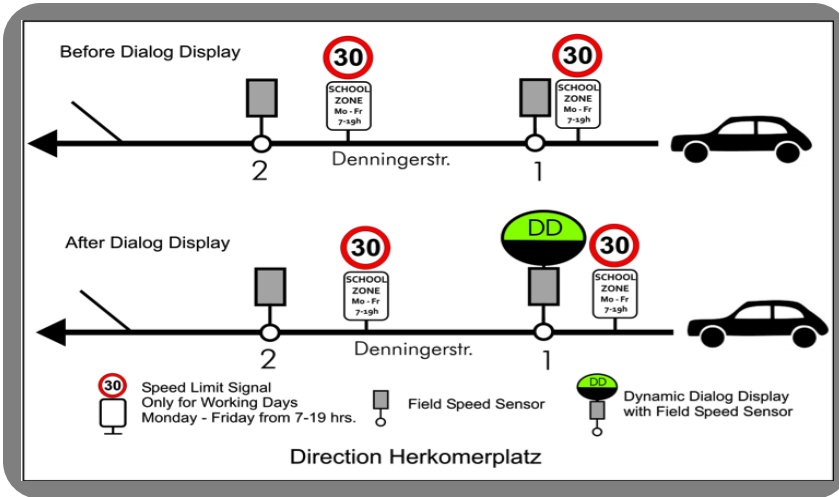 Before Dialog Display
30
30
SCHOOL
ZONE
Mo - Fr
7-19h
SCHOOL
ZONE
Mo - Fr
7-19h
Denningerstr.
2
1
After Dialog Display
30
DD
30
SCHOOL
ZONE
Mo - Fr
7-19h
SCHOOL
ZONE
Mo - Fr
7-19h
Denningerstr.
2
1
30
Speed Limit Signal
Only for Working Days
Monday - Friday from 7-19 hrs.
Field Speed Sensor
DD
Dynamic Dialog Display
with Field Speed Sensor
Direction Herkomerplatz